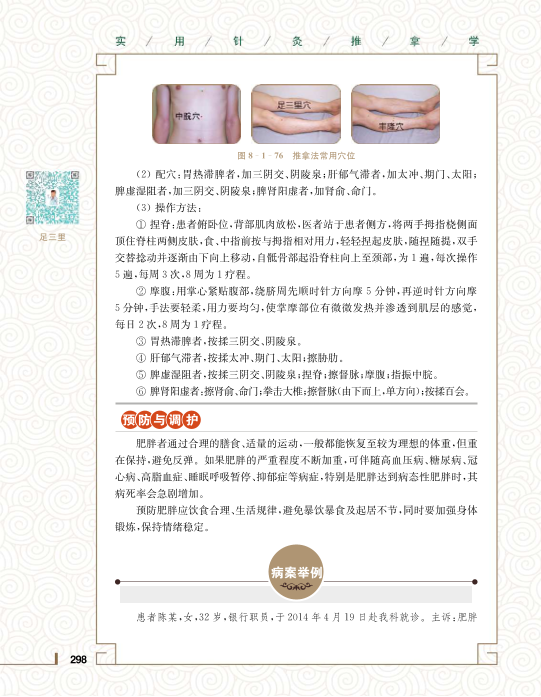 实 / 用 / 针 / 灸 / 推 / 拿 / 学
中脘穴
足三里穴
丰隆穴
图 8-1-76 推拿法常用穴位
足三里
(2) 配穴:胃热滞脾者,加三阴交、阴陵泉;肝郁气滞者,加太冲、期门、太阳;
脾虚湿阻者,加三阴交、阴陵泉;脾肾阳虚者,加肾俞、命门。
(3) 操作方法:
① 捏脊:患者俯卧位,背部肌肉放松,医者站于患者侧方,将两手拇指桡侧面
顶住脊柱两侧皮肤,食、中指前按与拇指相对用力,轻轻捏起皮肤,随捏随提,双手
交替捻动并逐渐由下向上移动,自骶骨部起沿脊柱向上至颈部,为 1 遍,每次操作
5 遍,每周 3 次,8 周为 1 疗程。
② 摩腹:用掌心紧贴腹部,绕脐周先顺时针方向摩 5 分钟,再逆时针方向摩
5 分钟,手法要轻柔,用力要均匀,使掌摩部位有微微发热并渗透到肌层的感觉,
每日 2 次,8 周为 1 疗程。
③ 胃热滞脾者,按揉三阴交、阴陵泉。
④ 肝郁气滞者,按揉太冲、期门、太阳;擦胁肋。
⑤ 脾虚湿阻者,按揉三阴交、阴陵泉;捏脊;擦督脉;摩腹;指振中脘。
⑥ 脾肾阳虚者;擦肾俞、命门;拳击大椎;擦督脉(由下而上,单方向);按揉百会。
预防与调护
肥胖者通过合理的膳食、适量的运动,一般都能恢复至较为理想的体重,但重
在保持,避免反弹。如果肥胖的严重程度不断加重,可伴随高血压病、糖尿病、冠
心病、高脂血症、睡眠呼吸暂停、抑郁症等病症,特别是肥胖达到病态性肥胖时,其
病死率会急剧增加。
预防肥胖应饮食合理、生活规律,避免暴饮暴食及起居不节,同时要加强身体
锻炼,保持情绪稳定。
病案举例
患者陈某,女,32 岁,银行职员,于 2014 年 4 月 19 日赴我科就诊。主诉:肥胖
298